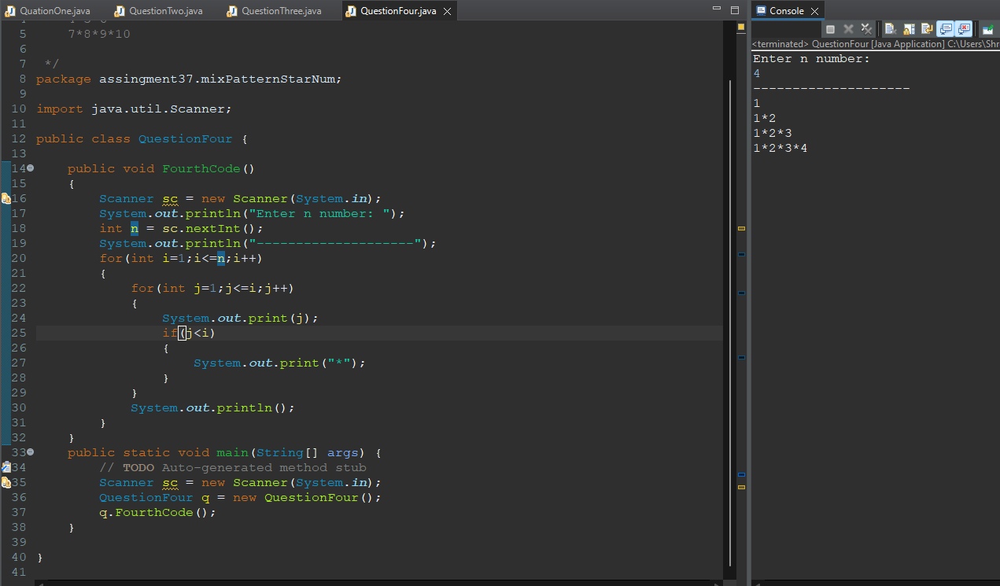 QuationOne.java QuestionTwo.java QuestionThree.java QuestionFour.java
Console
<terminated> QuestionFour [Java Application] C:\Users\Shr
5 7*8*9*10
6
7 */
8 package assingment37.mixPatternStarNum;
9
10 import java.util.Scanner;
11
12 public class QuestionFour {
13
14 public void FourthCode()
15 {
16 Scanner sc = new Scanner(System.in);
17 System.out.println("Enter n number: ");
18 int n = sc.nextInt();
19 System.out.println("--------------------");
20 for(int i=1;i<=n;i++)
21 {
22 for(int j=1;j<=i;j++)
23 {
24 System.out.print(j);
25 if(j<i)
26 {
27 System.out.print("*");
28 }
29 }
30 System.out.println();
31 }
32 }
33 public static void main(String[] args) {
34 // TODO Auto-generated method stub
35 Scanner sc = new Scanner(System.in);
36 QuestionFour q = new QuestionFour();
37 q.FourthCode();
38 }
39
40 }
41
Enter n number:
4
--------------------
1
1*2
1*2*3
1*2*3*4